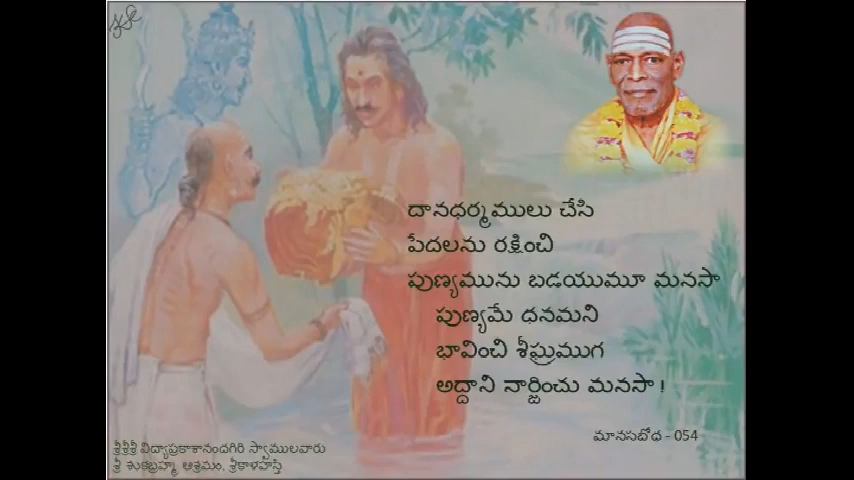 దానధర్మములు చేసి
పేదలను రక్షించి
పుణ్యమును బడయుమూ మనసా
పుణ్యమే ధనమని
భావించి శీఘ్రముగ
అద్దాని నార్జించు మనసా !
మానసబోధ - 054
శ్రీశ్రీశ్రీ విద్యాప్రకాశానందగిరి స్వాములవారు
శ్రీ శుకబ్రహ్మ ఆశ్రమం, శ్రీకాళహస్తి